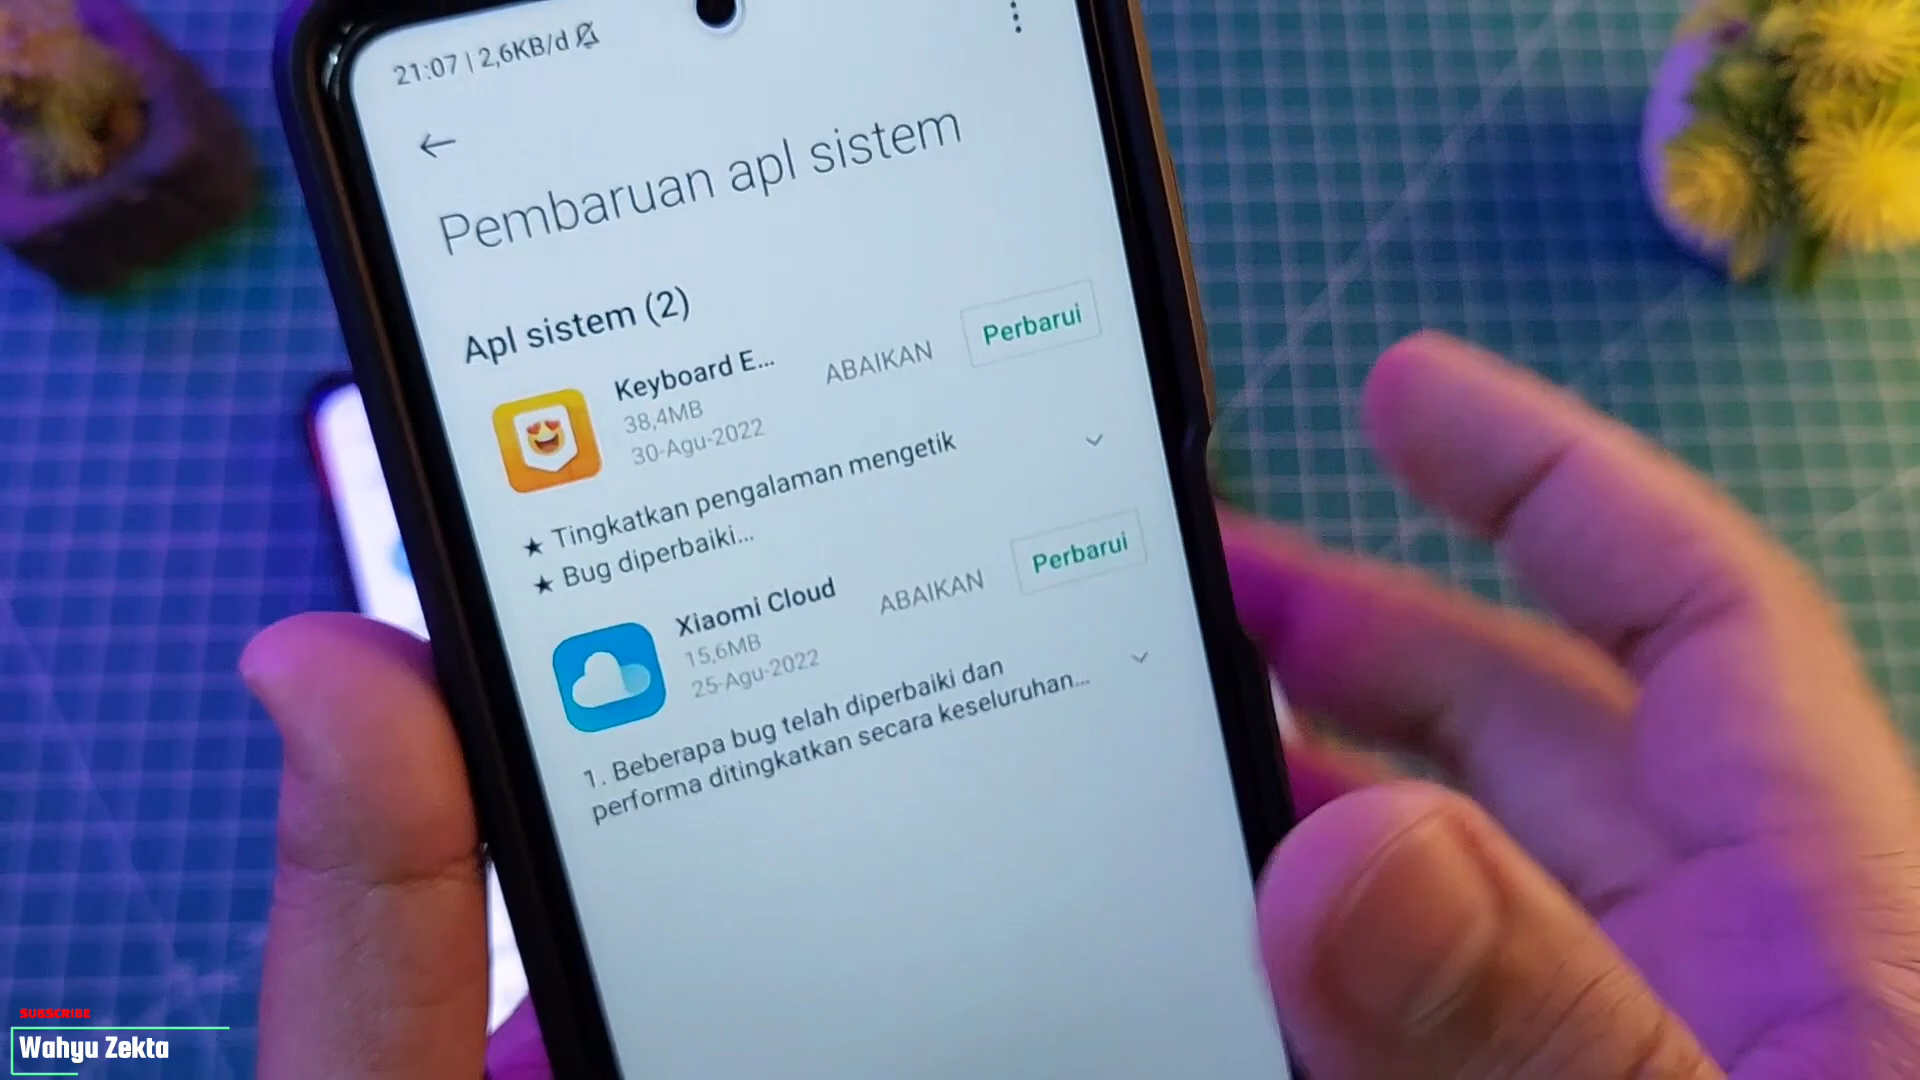 21:07 | 2,6KB/d
Pembaruan apl sistem
Apl sistem (2)
Keyboard E...
38,4MB
30-Agu-2022
ABAIKAN
Perbarui
★ Tingkatkan pengalaman mengetik
★ Bug diperbaiki...
Xiaomi Cloud
15,6MB
25-Agu-2022
ABAIKAN
Perbarui
1. Beberapa bug telah diperbaiki dan
performa ditingkatkan secara keseluruhan...
SUBSCRIBE
Wahyu Zekta